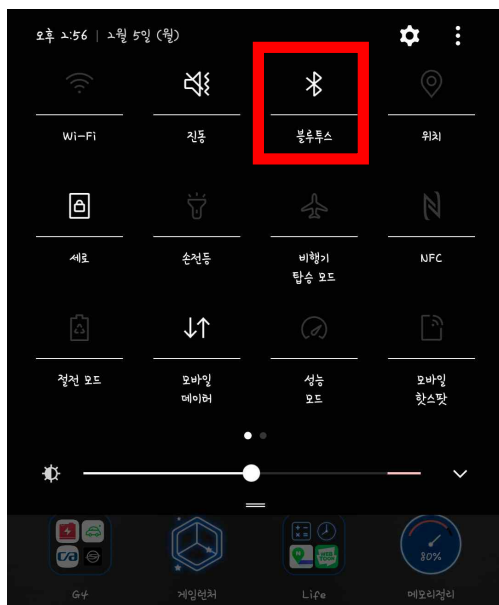 오후 2:56 | 2월 5일 (월)
Wi-Fi 진동 블루투스 위치
세로 손전등 비행기 탑승 모드 NFC
절전 모드 모바일 데이터 성능 모드 모바일 핫스팟
80%
G4 게임런처 Life 메모리정리